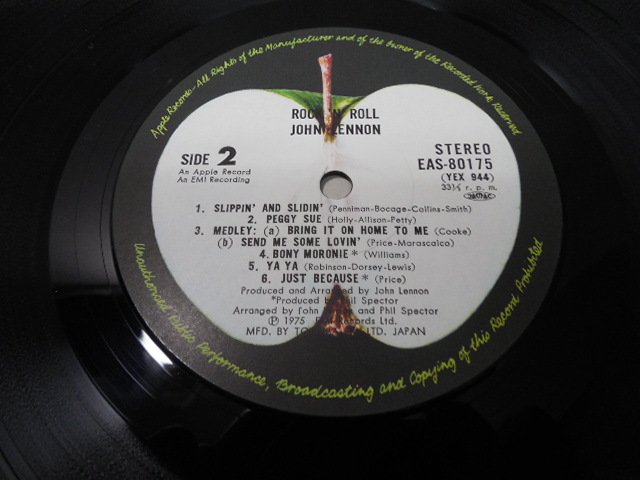 Apple Records-All Rights of the Manufacturer and of the Owner of the Recorded Work Reserved
ROCK 'N' ROLL
JOHN LENNON
SIDE 2
An Apple Record
An EMI Recording
STEREO
EAS-80175
(YEX 944)
33⅓ r. p. m.
1. SLIPPIN' AND SLIDIN' (Penniman-Bocage-Collins-Smith)
2. PEGGY SUE (Holly-Allison-Petty)
3. MEDLEY: (a) BRING IT ON HOME TO ME (Cooke)
(b) SEND ME SOME LOVIN' (Price-Marascalco)
4. BONY MORONIE* (Williams)
5. YA YA (Robinson-Dorsey-Lewis)
6. JUST BECAUSE* (Price)
Produced and Arranged by John Lennon
*Produced by Phil Spector
Arranged by John Lennon and Phil Spector
Ⓟ 1975 EMI Records Ltd.
MFD. BY LTD. JAPAN
Unauthorized Public Performance, Broadcasting and Copying of this Record Prohibited